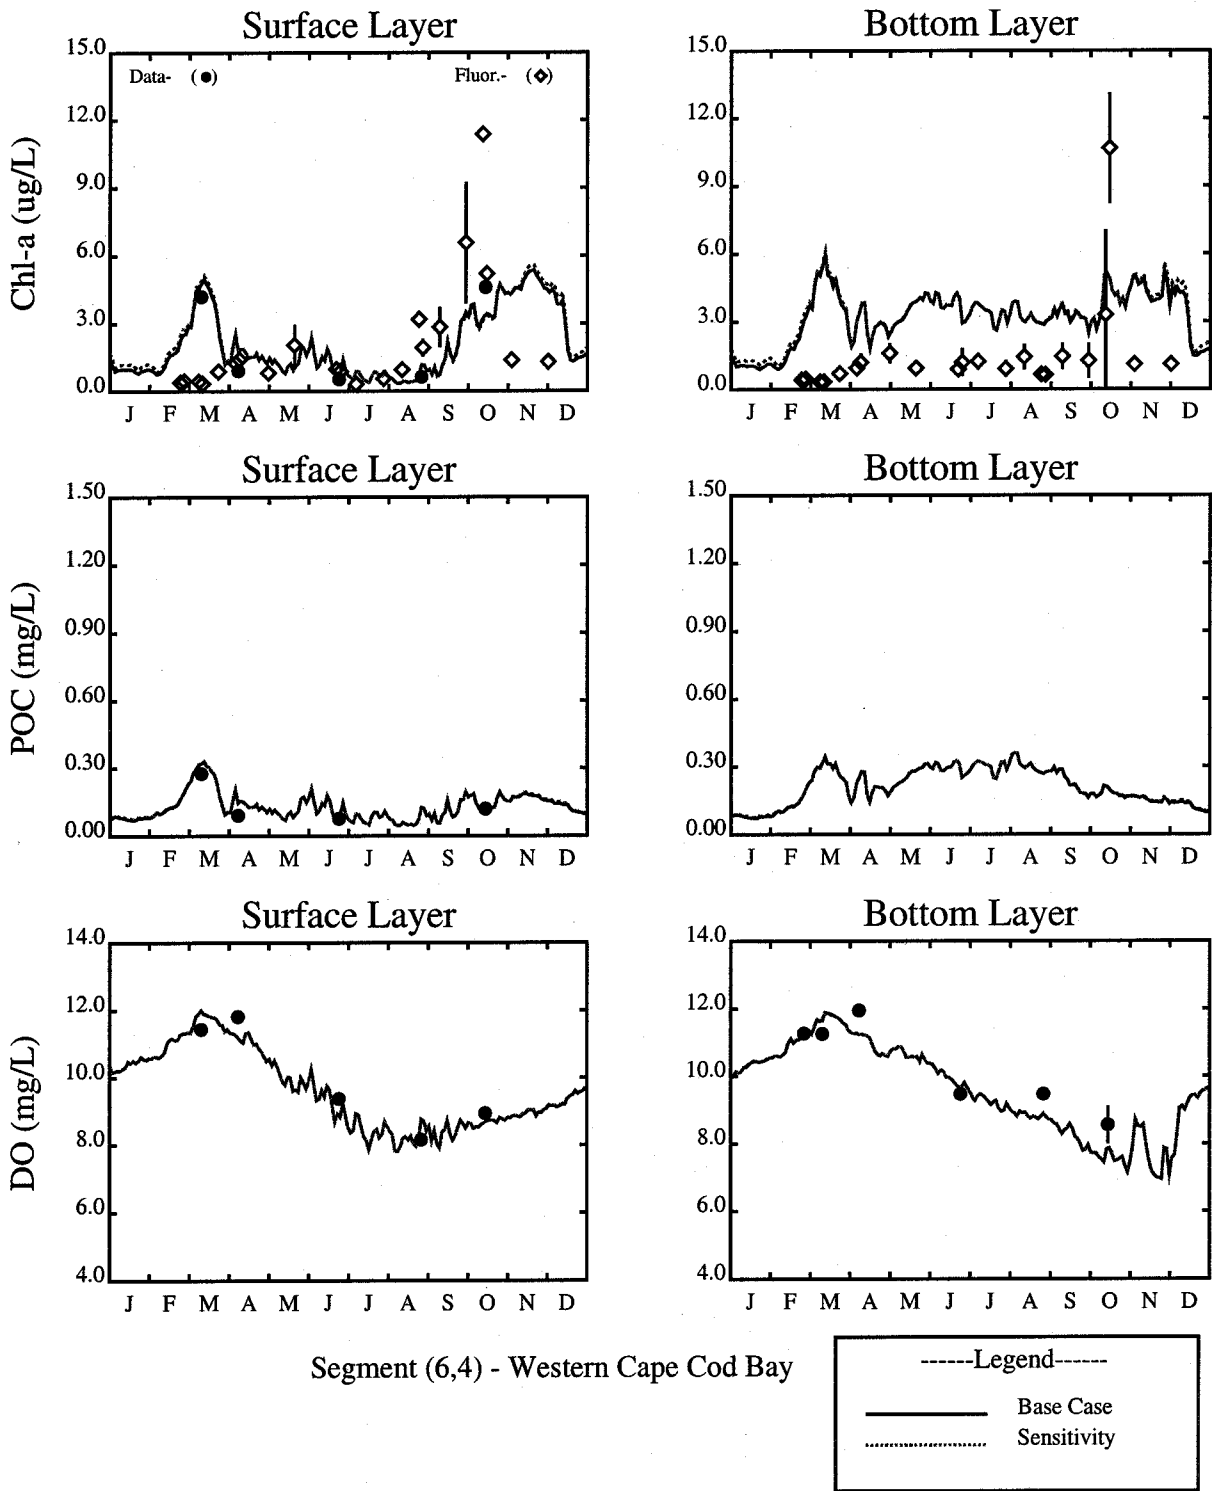 Surface Layer
Bottom Layer
Chl-a (ug/L)
15.0
12.0
9.0
6.0
3.0
0.0
Data- ( )
Fluor.- ( )
J F M A M J J A S O N D
15.0
12.0
9.0
6.0
3.0
0.0
J F M A M J J A S O N D
Surface Layer
Bottom Layer
POC (mg/L)
1.50
1.20
0.90
0.60
0.30
0.00
J F M A M J J A S O N D
1.50
1.20
0.90
0.60
0.30
0.00
J F M A M J J A S O N D
Surface Layer
Bottom Layer
DO (mg/L)
14.0
12.0
10.0
8.0
6.0
4.0
J F M A M J J A S O N D
14.0
12.0
10.0
8.0
6.0
4.0
J F M A M J J A S O N D
Segment (6,4) - Western Cape Cod Bay
------Legend------
Base Case
Sensitivity